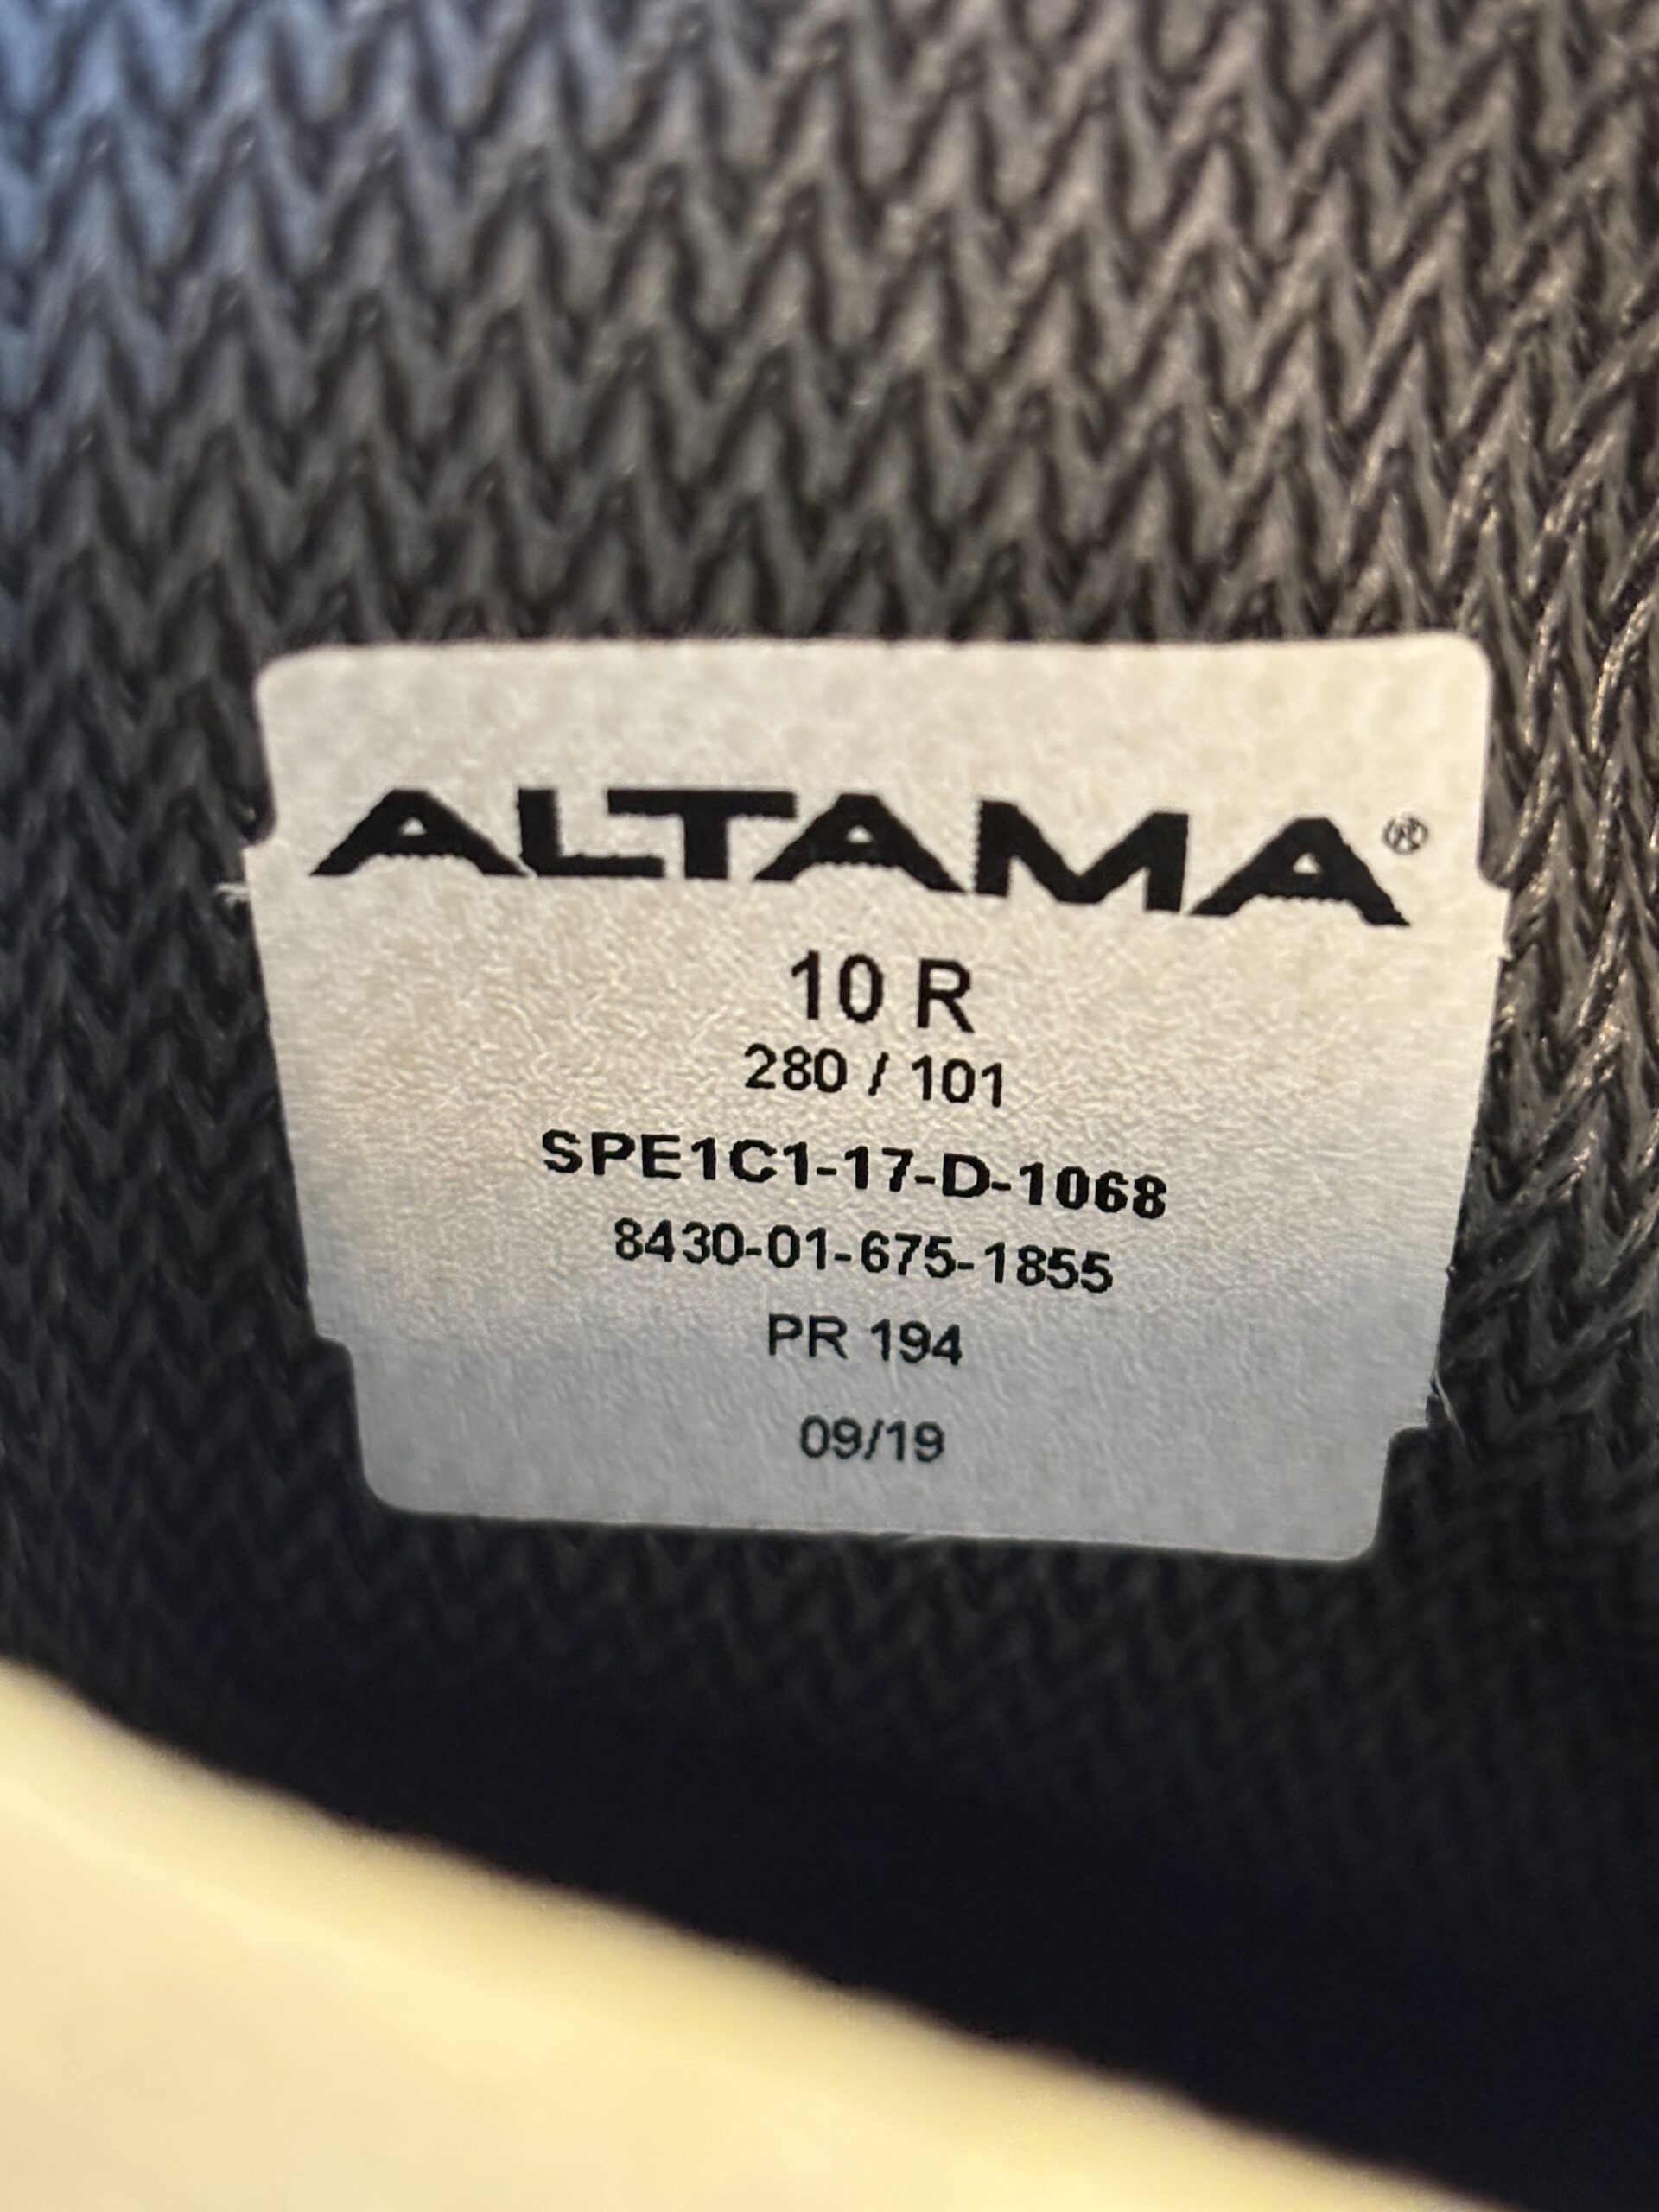 ALTAMA®
10 R
280 / 101
SPE1C1-17-D-1068
8430-01-675-1855
PR 194
09/19